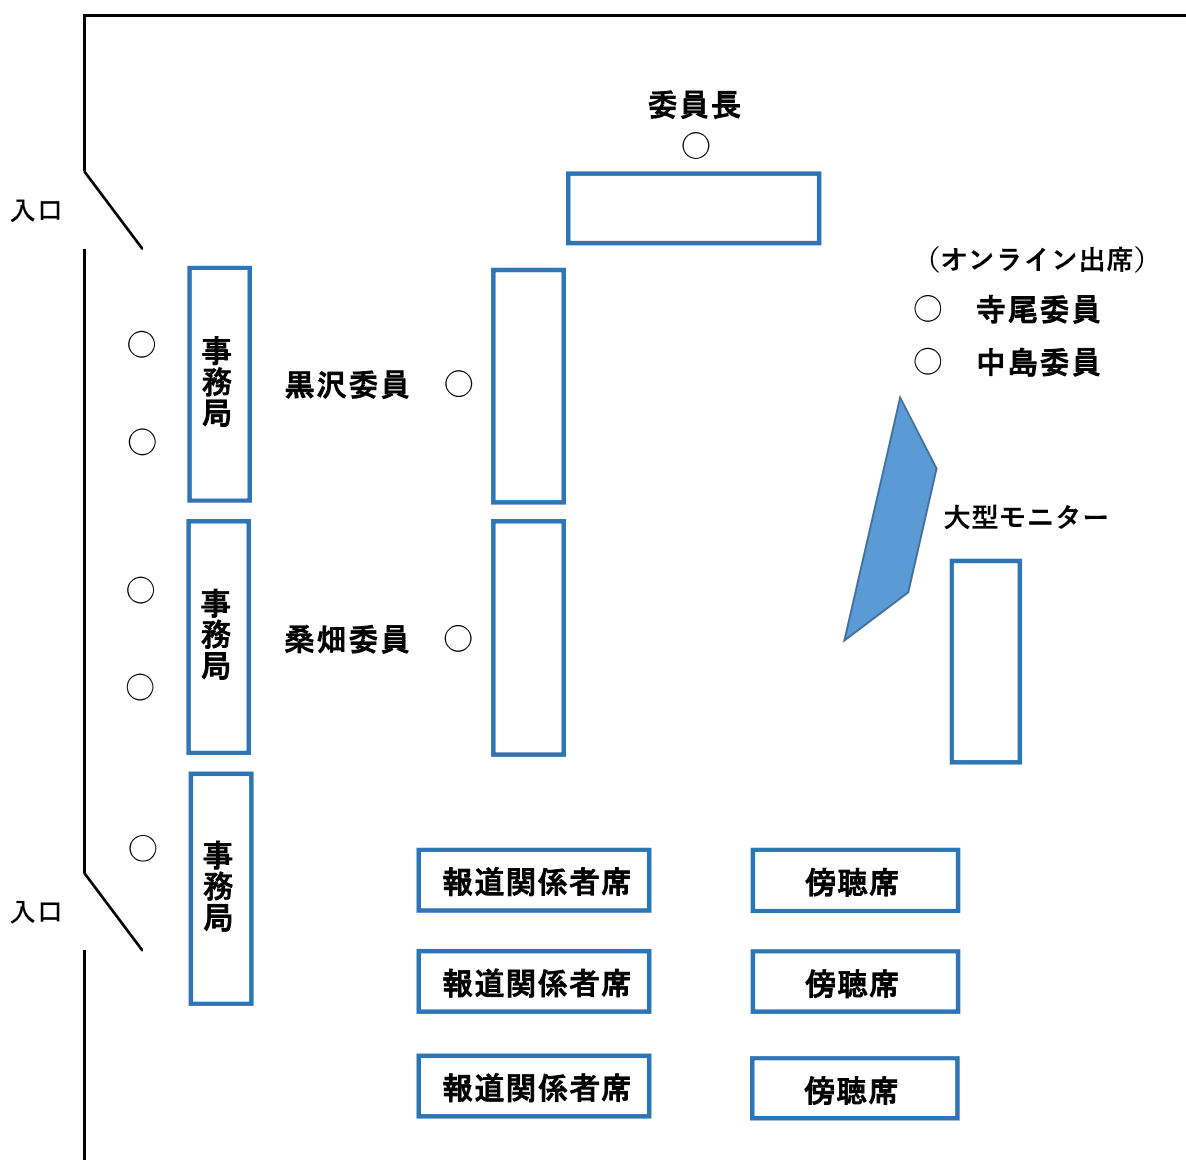 委員長
入口
（オンライン出席）
○ 寺尾委員
○ 中島委員
事務局
黒沢委員
大型モニター
事務局
桑畑委員
事務局
入口
報道関係者席
傍聴席
報道関係者席
傍聴席
報道関係者席
傍聴席